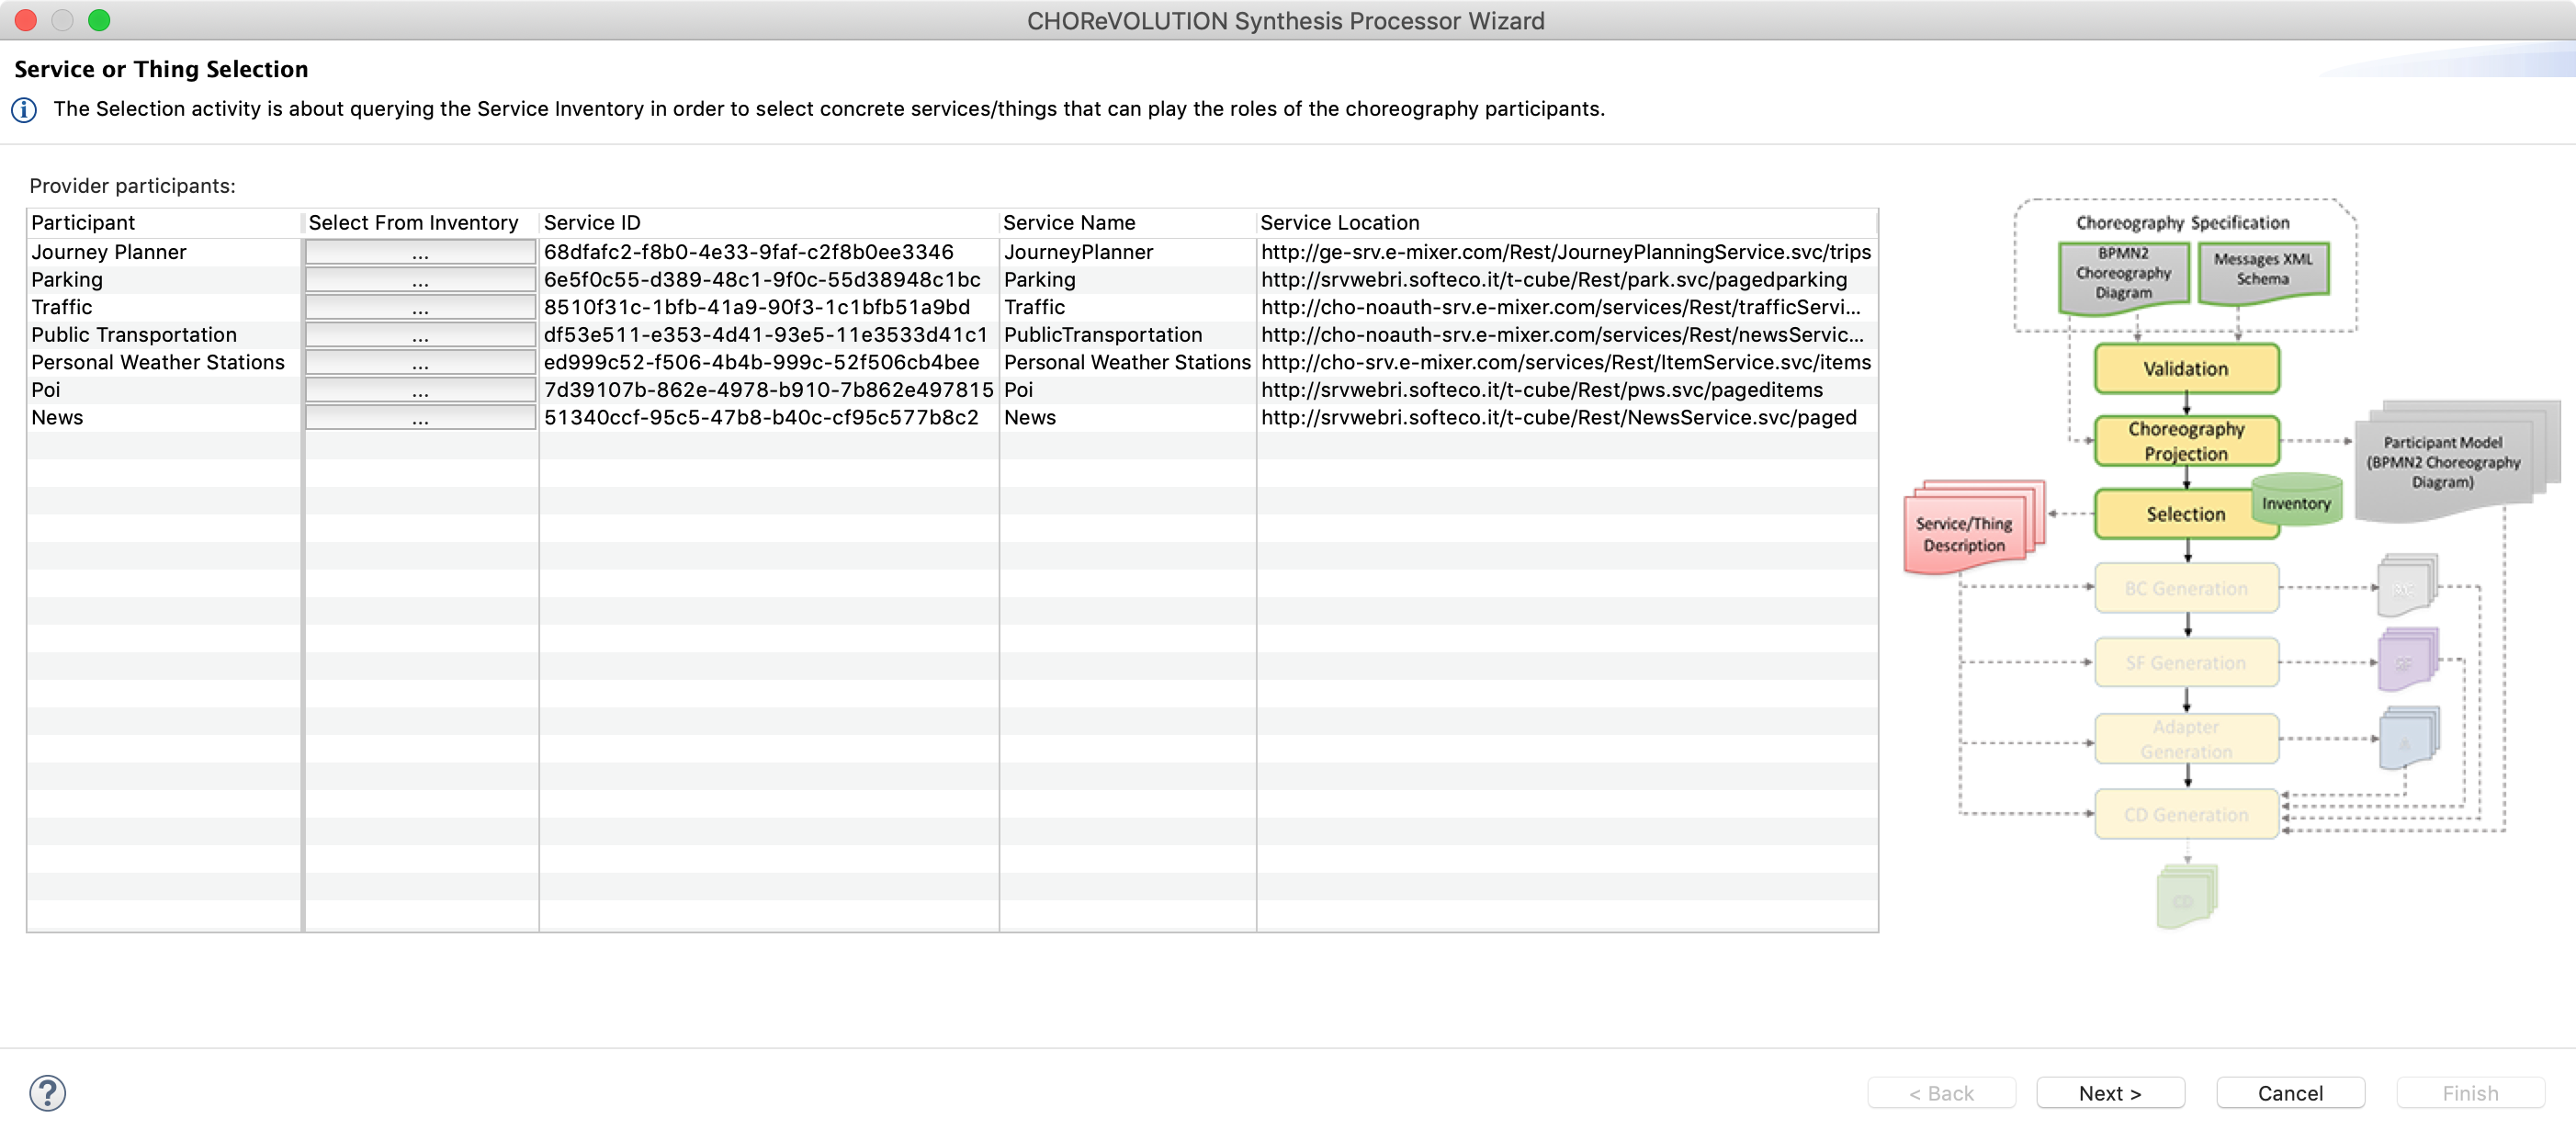 CHOReVOLUTION Synthesis Processor Wizard
Service or Thing Selection
The Selection activity is about querying the Service Inventory in order to select concrete services/things that can play the roles of the choreography participants.
Provider participants:
Participant Select From Inventory Service ID Service Name Service Location
Journey Planner ... 68dfafc2-f8b0-4e33-9faf-c2f8b0ee3346 JourneyPlanner http://ge-srv.e-mixer.com/Rest/JourneyPlanningService.svc/trips
Parking ... 6e5f0c55-d389-48c1-9f0c-55d38948c1bc Parking http://srvwebri.softeco.it/t-cube/Rest/park.svc/pagedparking
Traffic ... 8510f31c-1bfb-41a9-90f3-1c1bfb51a9bd Traffic http://cho-noauth-srv.e-mixer.com/services/Rest/trafficServi...
Public Transportation ... df53e511-e353-4d41-93e5-11e3533d41c1 PublicTransportation http://cho-noauth-srv.e-mixer.com/services/Rest/newsServic...
Personal Weather Stations ... ed999c52-f506-4b4b-999c-52f506cb4bee Personal Weather Stations http://cho-srv.e-mixer.com/services/Rest/ItemService.svc/items
Poi ... 7d39107b-862e-4978-b910-7b862e497815 Poi http://srvwebri.softeco.it/t-cube/Rest/pws.svc/pageditems
News ... 51340ccf-95c5-47b8-b40c-cf95c577b8c2 News http://srvwebri.softeco.it/t-cube/Rest/NewsService.svc/paged
Choreography Specification
BPMN2
Choreography
Diagram
Messages XML
Schema
Validation
Choreography
Projection
Participant Model
(BPMN2 Choreography
Diagram)
Selection
Inventory
Service/Thing
Description
BC Generation
SF Generation
Adapter
Generation
CD Generation
CD
< Back
Next >
Cancel
Finish